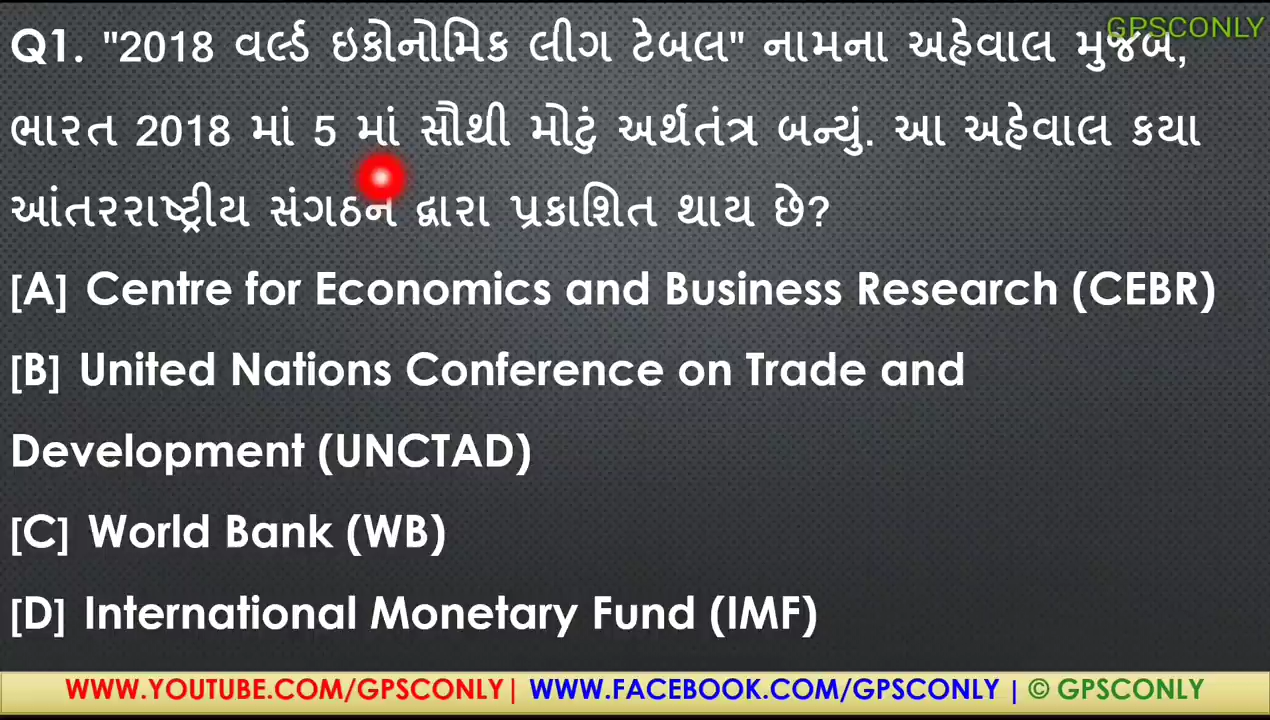 GPSCONLY
Q1. "2018 વર્લ્ડ ઇકોનોમિક લીગ ટેબલ" નામના અહેવાલ મુજબ,
ભારત 2018 માં 5 માં સૌથી મોટું અર્થતંત્ર બન્યું. આ અહેવાલ કયા
આંતરરાષ્ટ્રીય સંગઠન દ્વારા પ્રકાશિત થાય છે?
[A] Centre for Economics and Business Research (CEBR)
[B] United Nations Conference on Trade and
Development (UNCTAD)
[C] World Bank (WB)
[D] International Monetary Fund (IMF)
WWW.YOUTUBE.COM/GPSCONLY | WWW.FACEBOOK.COM/GPSCONLY | © GPSCONLY